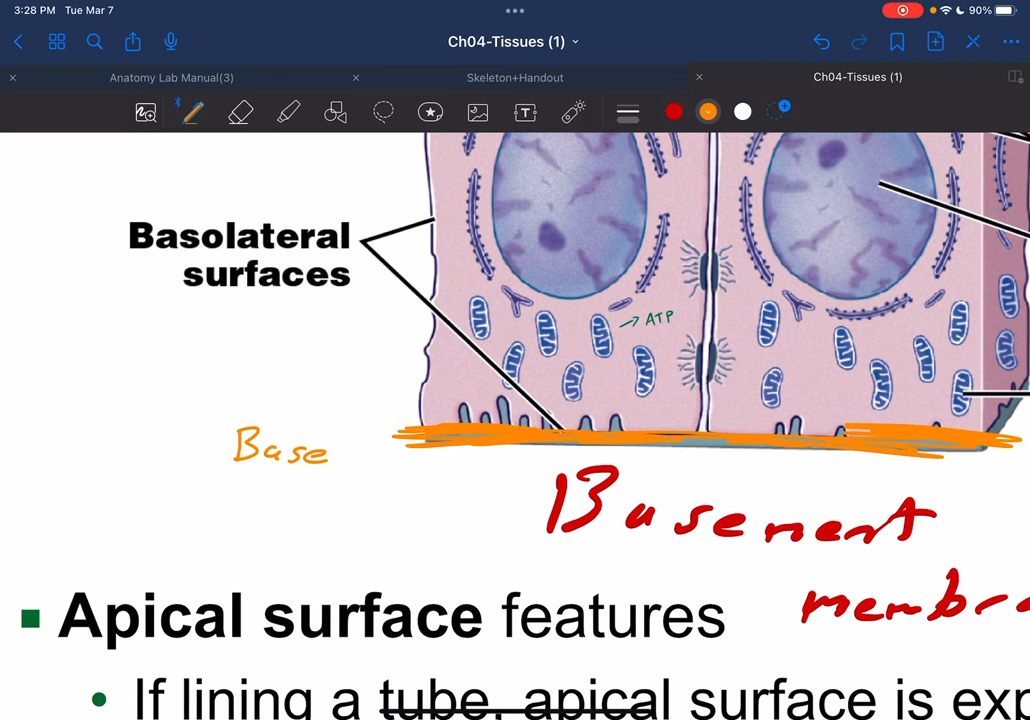 3:28 PM Tue Mar 7
90%
Ch04-Tissues (1)
Anatomy Lab Manual(3)
Skeleton+Handout
Ch04-Tissues (1)
Basolateral
surfaces
→ ATP
Base
Basement
membra
Apical surface features
If lining a tube, apical surface is exp